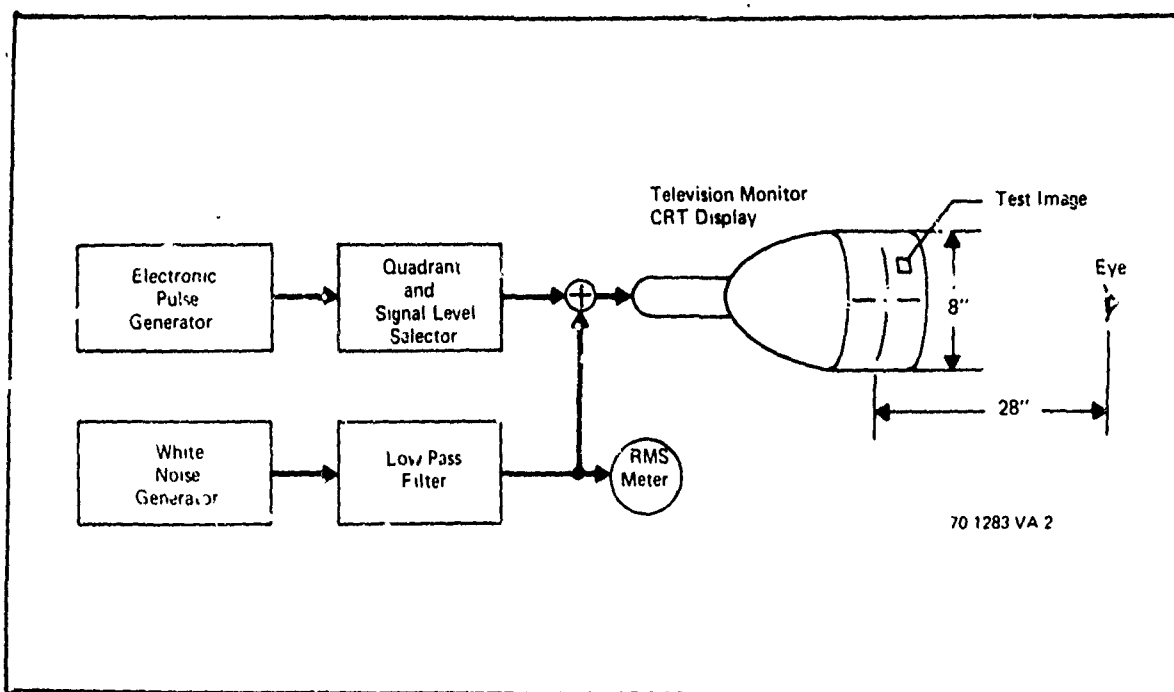 Television Monitor
CRT Display
Test Image
Electronic
Pulse
Generator
Quadrant
and
Signal Level
Selector
+
8"
Eye
28"
White
Noise
Generator
Low Pass
Filter
RMS
Meter
70 1283 VA 2